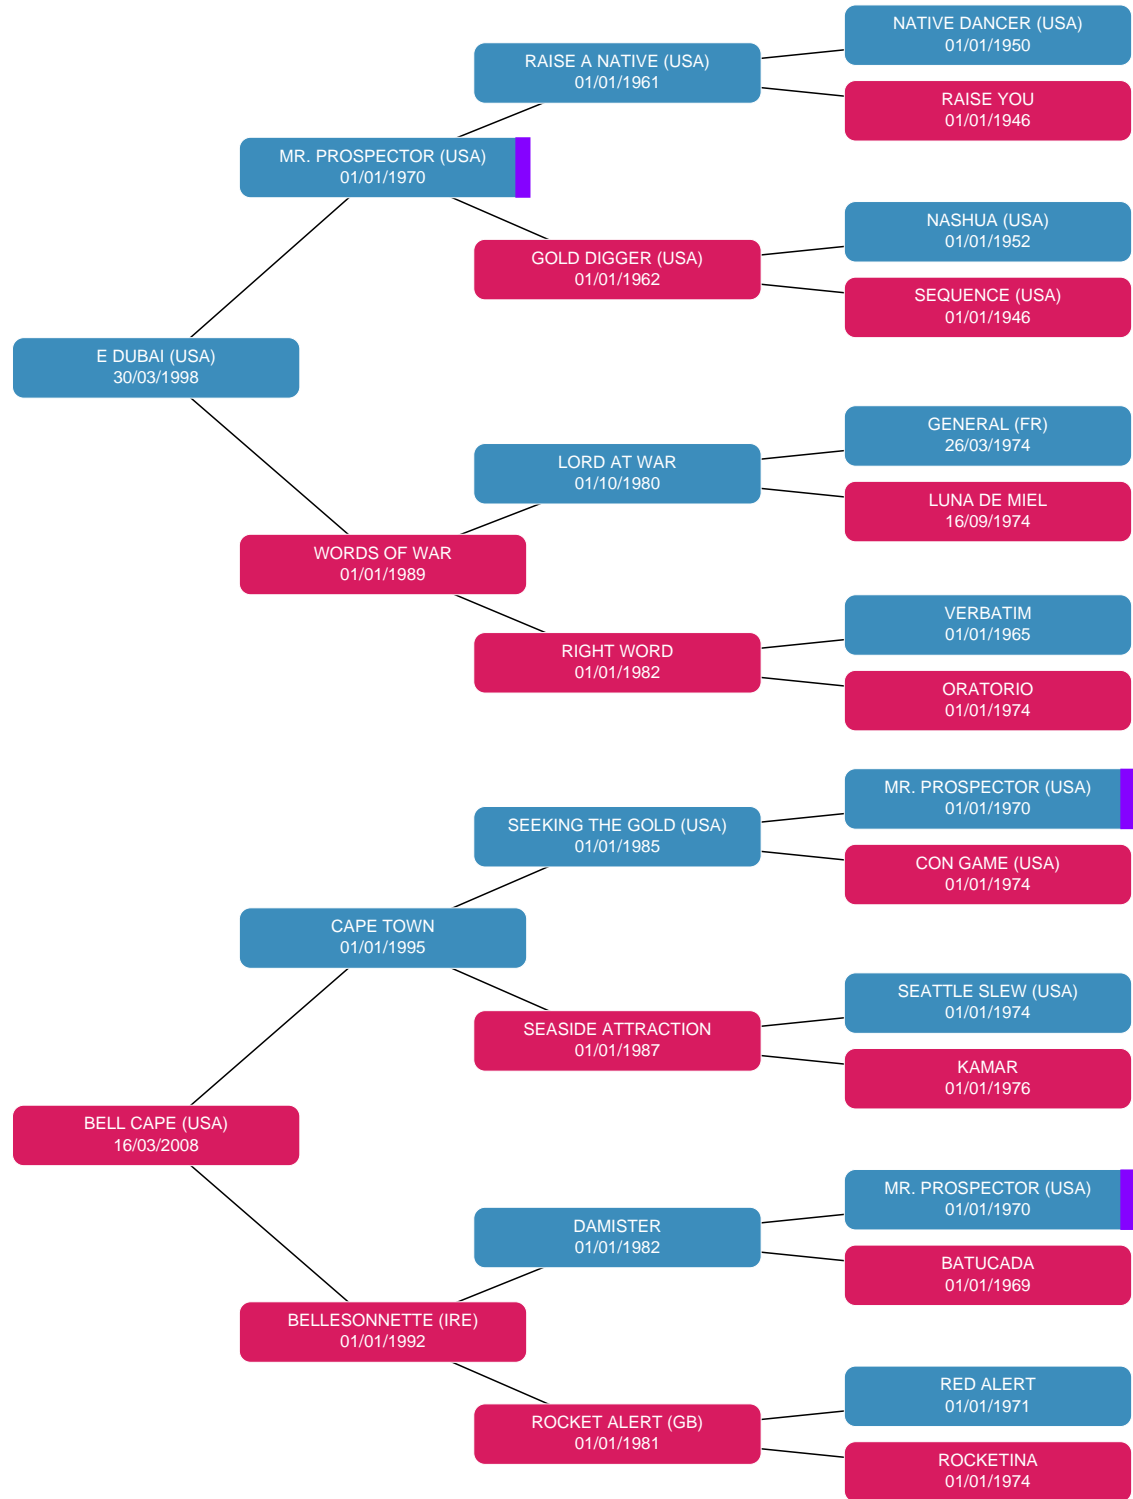 NATIVE DANCER (USA)
01/01/1950
RAISE A NATIVE (USA)
01/01/1961
RAISE YOU
01/01/1946
MR. PROSPECTOR (USA)
01/01/1970
NASHUA (USA)
01/01/1952
GOLD DIGGER (USA)
01/01/1962
SEQUENCE (USA)
01/01/1946
E DUBAI (USA)
30/03/1998
GENERAL (FR)
26/03/1974
LORD AT WAR
01/10/1980
LUNA DE MIEL
16/09/1974
WORDS OF WAR
01/01/1989
VERBATIM
01/01/1965
RIGHT WORD
01/01/1982
ORATORIO
01/01/1974
MR. PROSPECTOR (USA)
01/01/1970
SEEKING THE GOLD (USA)
01/01/1985
CON GAME (USA)
01/01/1974
CAPE TOWN
01/01/1995
SEATTLE SLEW (USA)
01/01/1974
SEASIDE ATTRACTION
01/01/1987
KAMAR
01/01/1976
BELL CAPE (USA)
16/03/2008
MR. PROSPECTOR (USA)
01/01/1970
DAMISTER
01/01/1982
BATUCADA
01/01/1969
BELLESONNETTE (IRE)
01/01/1992
RED ALERT
01/01/1971
ROCKET ALERT (GB)
01/01/1981
ROCKETINA
01/01/1974